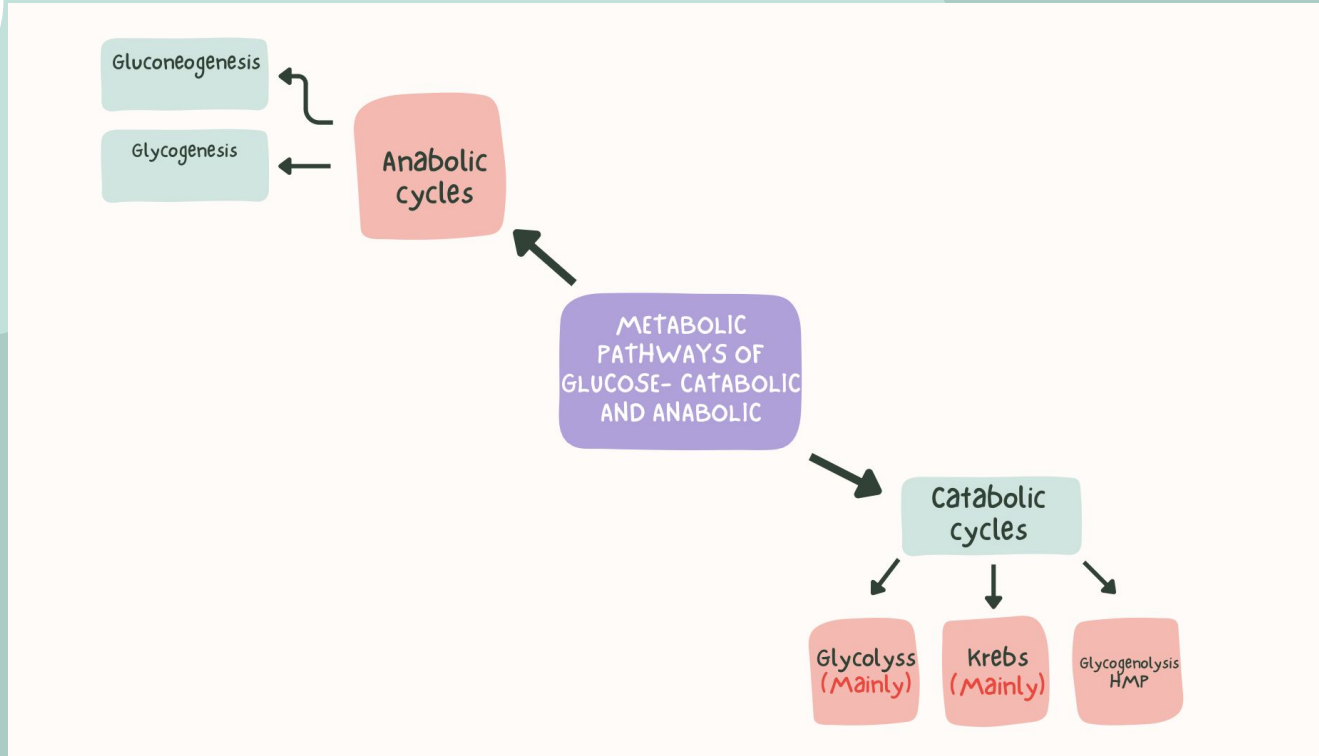 Gluconeogenesis
Glycogenesis
Anabolic
cycles
METABOLIC
PATHWAYS OF
GLUCOSE- CATABOLIC
AND ANABOLIC
Catabolic
cycles
Glycolyss
(Mainly)
Krebs
(Mainly)
Glycogenolysis
HMP